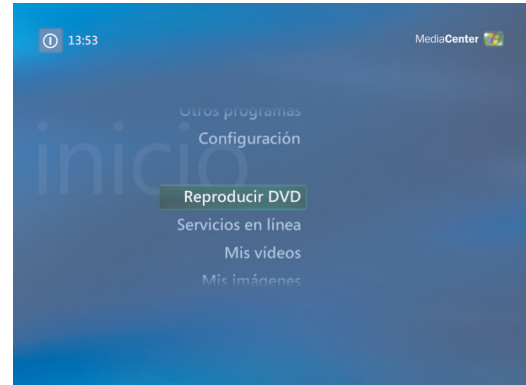 13:53
MediaCenter
inicio
Otros programas
Configuración
Reproducir DVD
Servicios en línea
Mis vídeos
Mis imágenes